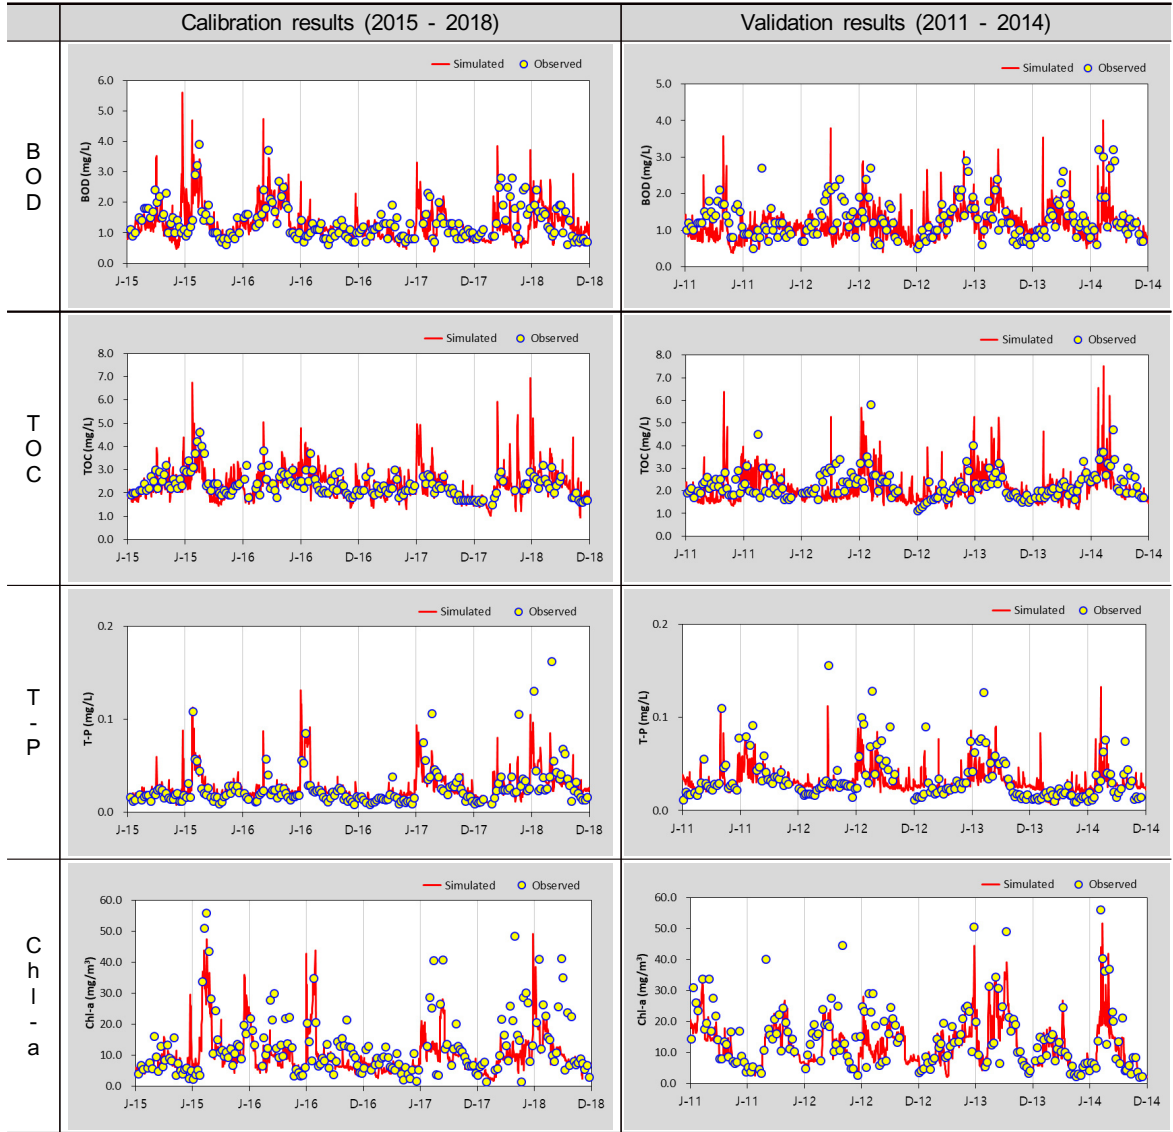 Calibration results (2015 - 2018)
Validation results (2011 - 2014)
B
O
D
Simulated
Observed
BOD (mg/L)
6.0
5.0
4.0
3.0
2.0
1.0
0.0
J-15
J-15
J-16
J-16
D-16
J-17
D-17
J-18
D-18
Simulated
Observed
BOD (mg/L)
5.0
4.0
3.0
2.0
1.0
0.0
J-11
J-11
J-12
J-12
D-12
J-13
D-13
J-14
D-14
T
O
C
Simulated
Observed
TOC (mg/L)
8.0
7.0
6.0
5.0
4.0
3.0
2.0
1.0
0.0
J-15
J-15
J-16
J-16
D-16
J-17
D-17
J-18
D-18
Simulated
Observed
TOC (mg/L)
8.0
7.0
6.0
5.0
4.0
3.0
2.0
1.0
0.0
J-11
J-11
J-12
J-12
D-12
J-13
D-13
J-14
D-14
T
-
P
Simulated
Observed
T-P (mg/L)
0.2
0.1
0.0
J-15
J-15
J-16
J-16
D-16
J-17
D-17
J-18
D-18
Simulated
Observed
T-P (mg/L)
0.2
0.1
0.0
J-11
J-11
J-12
J-12
D-12
J-13
D-13
J-14
D-14
C
h
l
-
a
Simulated
Observed
Chl-a (mg/m³)
60.0
50.0
40.0
30.0
20.0
10.0
0.0
J-15
J-15
J-16
J-16
D-16
J-17
D-17
J-18
D-18
Simulated
Observed
Chl-a (mg/m³)
60.0
50.0
40.0
30.0
20.0
10.0
0.0
J-11
J-11
J-12
J-12
D-12
J-13
D-13
J-14
D-14